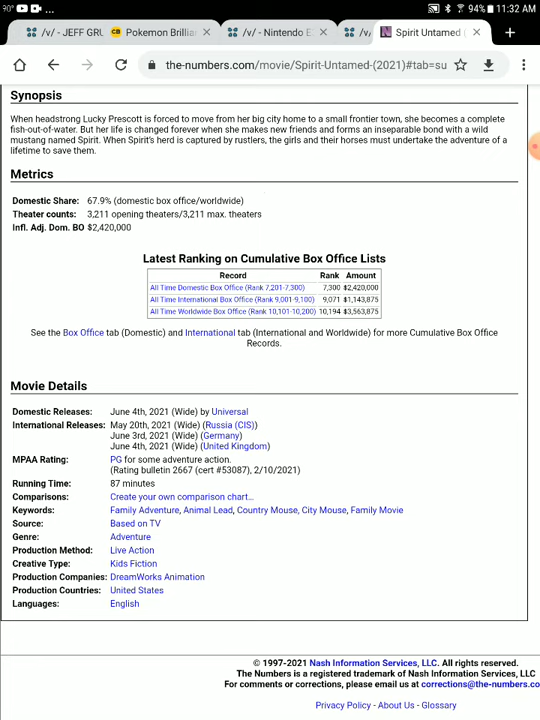 90°
94% 11:32 AM
/v/ - JEFF GRU
CB Pokemon Brillian
/v/ - Nintendo E
/v/
Spirit Untamed (
the-numbers.com/movie/Spirit-Untamed-(2021)#tab=su
Synopsis
When headstrong Lucky Prescott is forced to move from her big city home to a small frontier town, she becomes a complete
fish-out-of-water. But her life is changed forever when she makes new friends and forms an inseparable bond with a wild
mustang named Spirit. When Spirit's herd is captured by rustlers, the girls and their horses must undertake the adventure of a
lifetime to save them.
Metrics
Domestic Share: 67.9% (domestic box office/worldwide)
Theater counts: 3,211 opening theaters/3,211 max. theaters
Infl. Adj. Dom. BO $2,420,000
Latest Ranking on Cumulative Box Office Lists
Record Rank Amount
All Time Domestic Box Office (Rank 7,201-7,300) 7,300 $2,420,000
All Time International Box Office (Rank 9,001-9,100) 9,071 $1,143,875
All Time Worldwide Box Office (Rank 10,101-10,200) 10,194 $3,563,875
See the Box Office tab (Domestic) and International tab (International and Worldwide) for more Cumulative Box Office
Records.
Movie Details
Domestic Releases: June 4th, 2021 (Wide) by Universal
International Releases: May 20th, 2021 (Wide) (Russia (CIS))
June 3rd, 2021 (Wide) (Germany)
June 4th, 2021 (Wide) (United Kingdom)
MPAA Rating: PG for some adventure action.
(Rating bulletin 2667 (cert #53087), 2/10/2021)
Running Time: 87 minutes
Comparisons: Create your own comparison chart…
Keywords: Family Adventure, Animal Lead, Country Mouse, City Mouse, Family Movie
Source: Based on TV
Genre: Adventure
Production Method: Live Action
Creative Type: Kids Fiction
Production Companies: DreamWorks Animation
Production Countries: United States
Languages: English
© 1997-2021 Nash Information Services, LLC. All rights reserved.
The Numbers is a registered trademark of Nash Information Services, LLC
For comments or corrections, please email us at corrections@the-numbers.co
Privacy Policy - About Us - Glossary